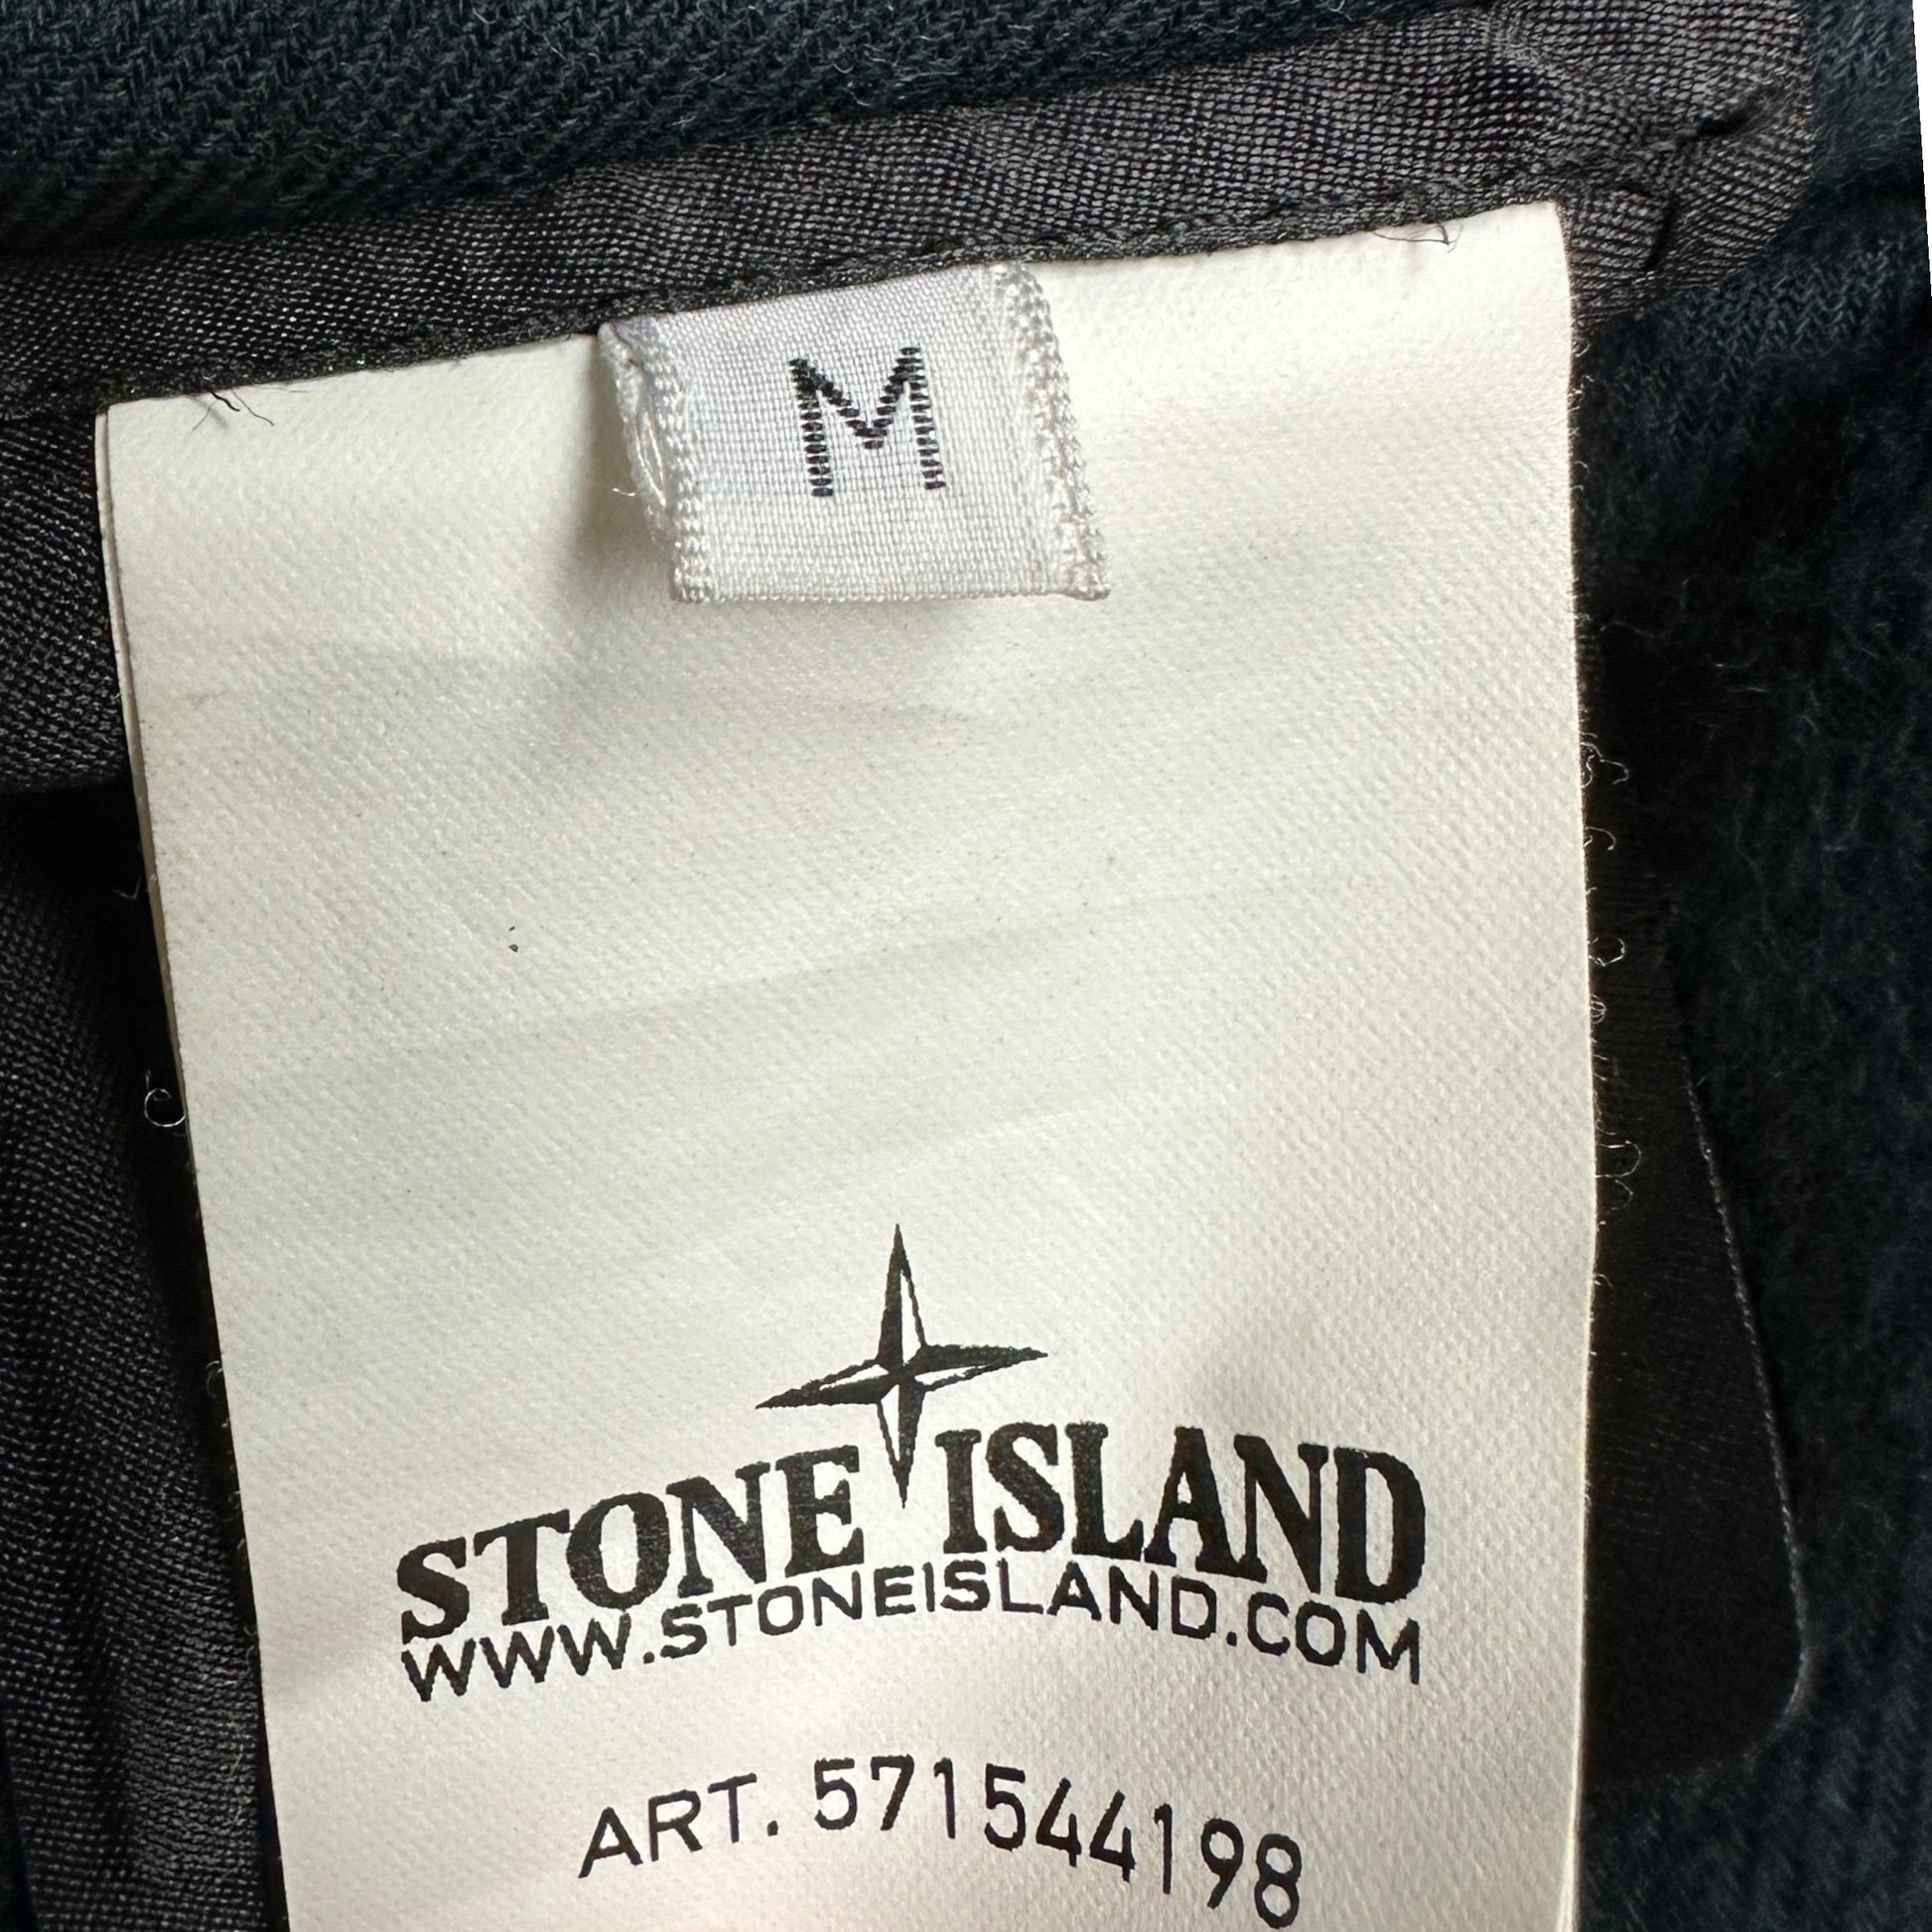 M
STONE ISLAND
WWW.STONEISLAND.COM
ART. 571544198